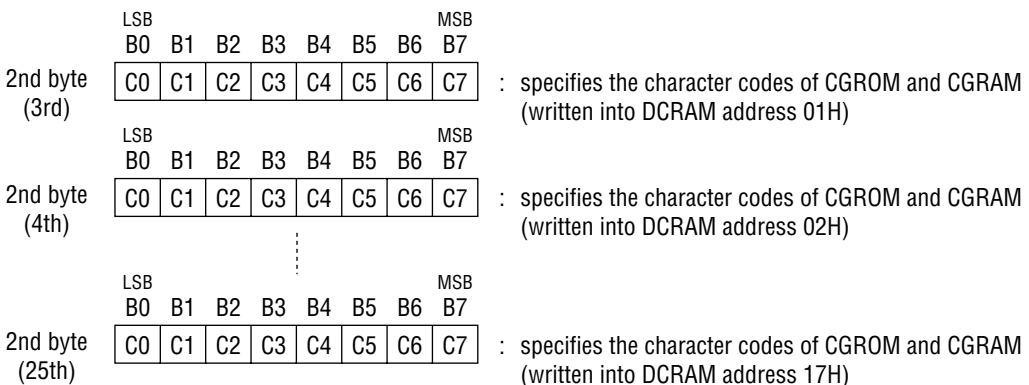 LSB MSB
B0 B1 B2 B3 B4 B5 B6 B7
2nd byte C0 C1 C2 C3 C4 C5 C6 C7 : specifies the character codes of CGROM and CGRAM
(3rd) (written into DCRAM address 01H)
LSB MSB
B0 B1 B2 B3 B4 B5 B6 B7
2nd byte C0 C1 C2 C3 C4 C5 C6 C7 : specifies the character codes of CGROM and CGRAM
(4th) (written into DCRAM address 02H)
LSB MSB
B0 B1 B2 B3 B4 B5 B6 B7
2nd byte C0 C1 C2 C3 C4 C5 C6 C7 : specifies the character codes of CGROM and CGRAM
(25th) (written into DCRAM address 17H)